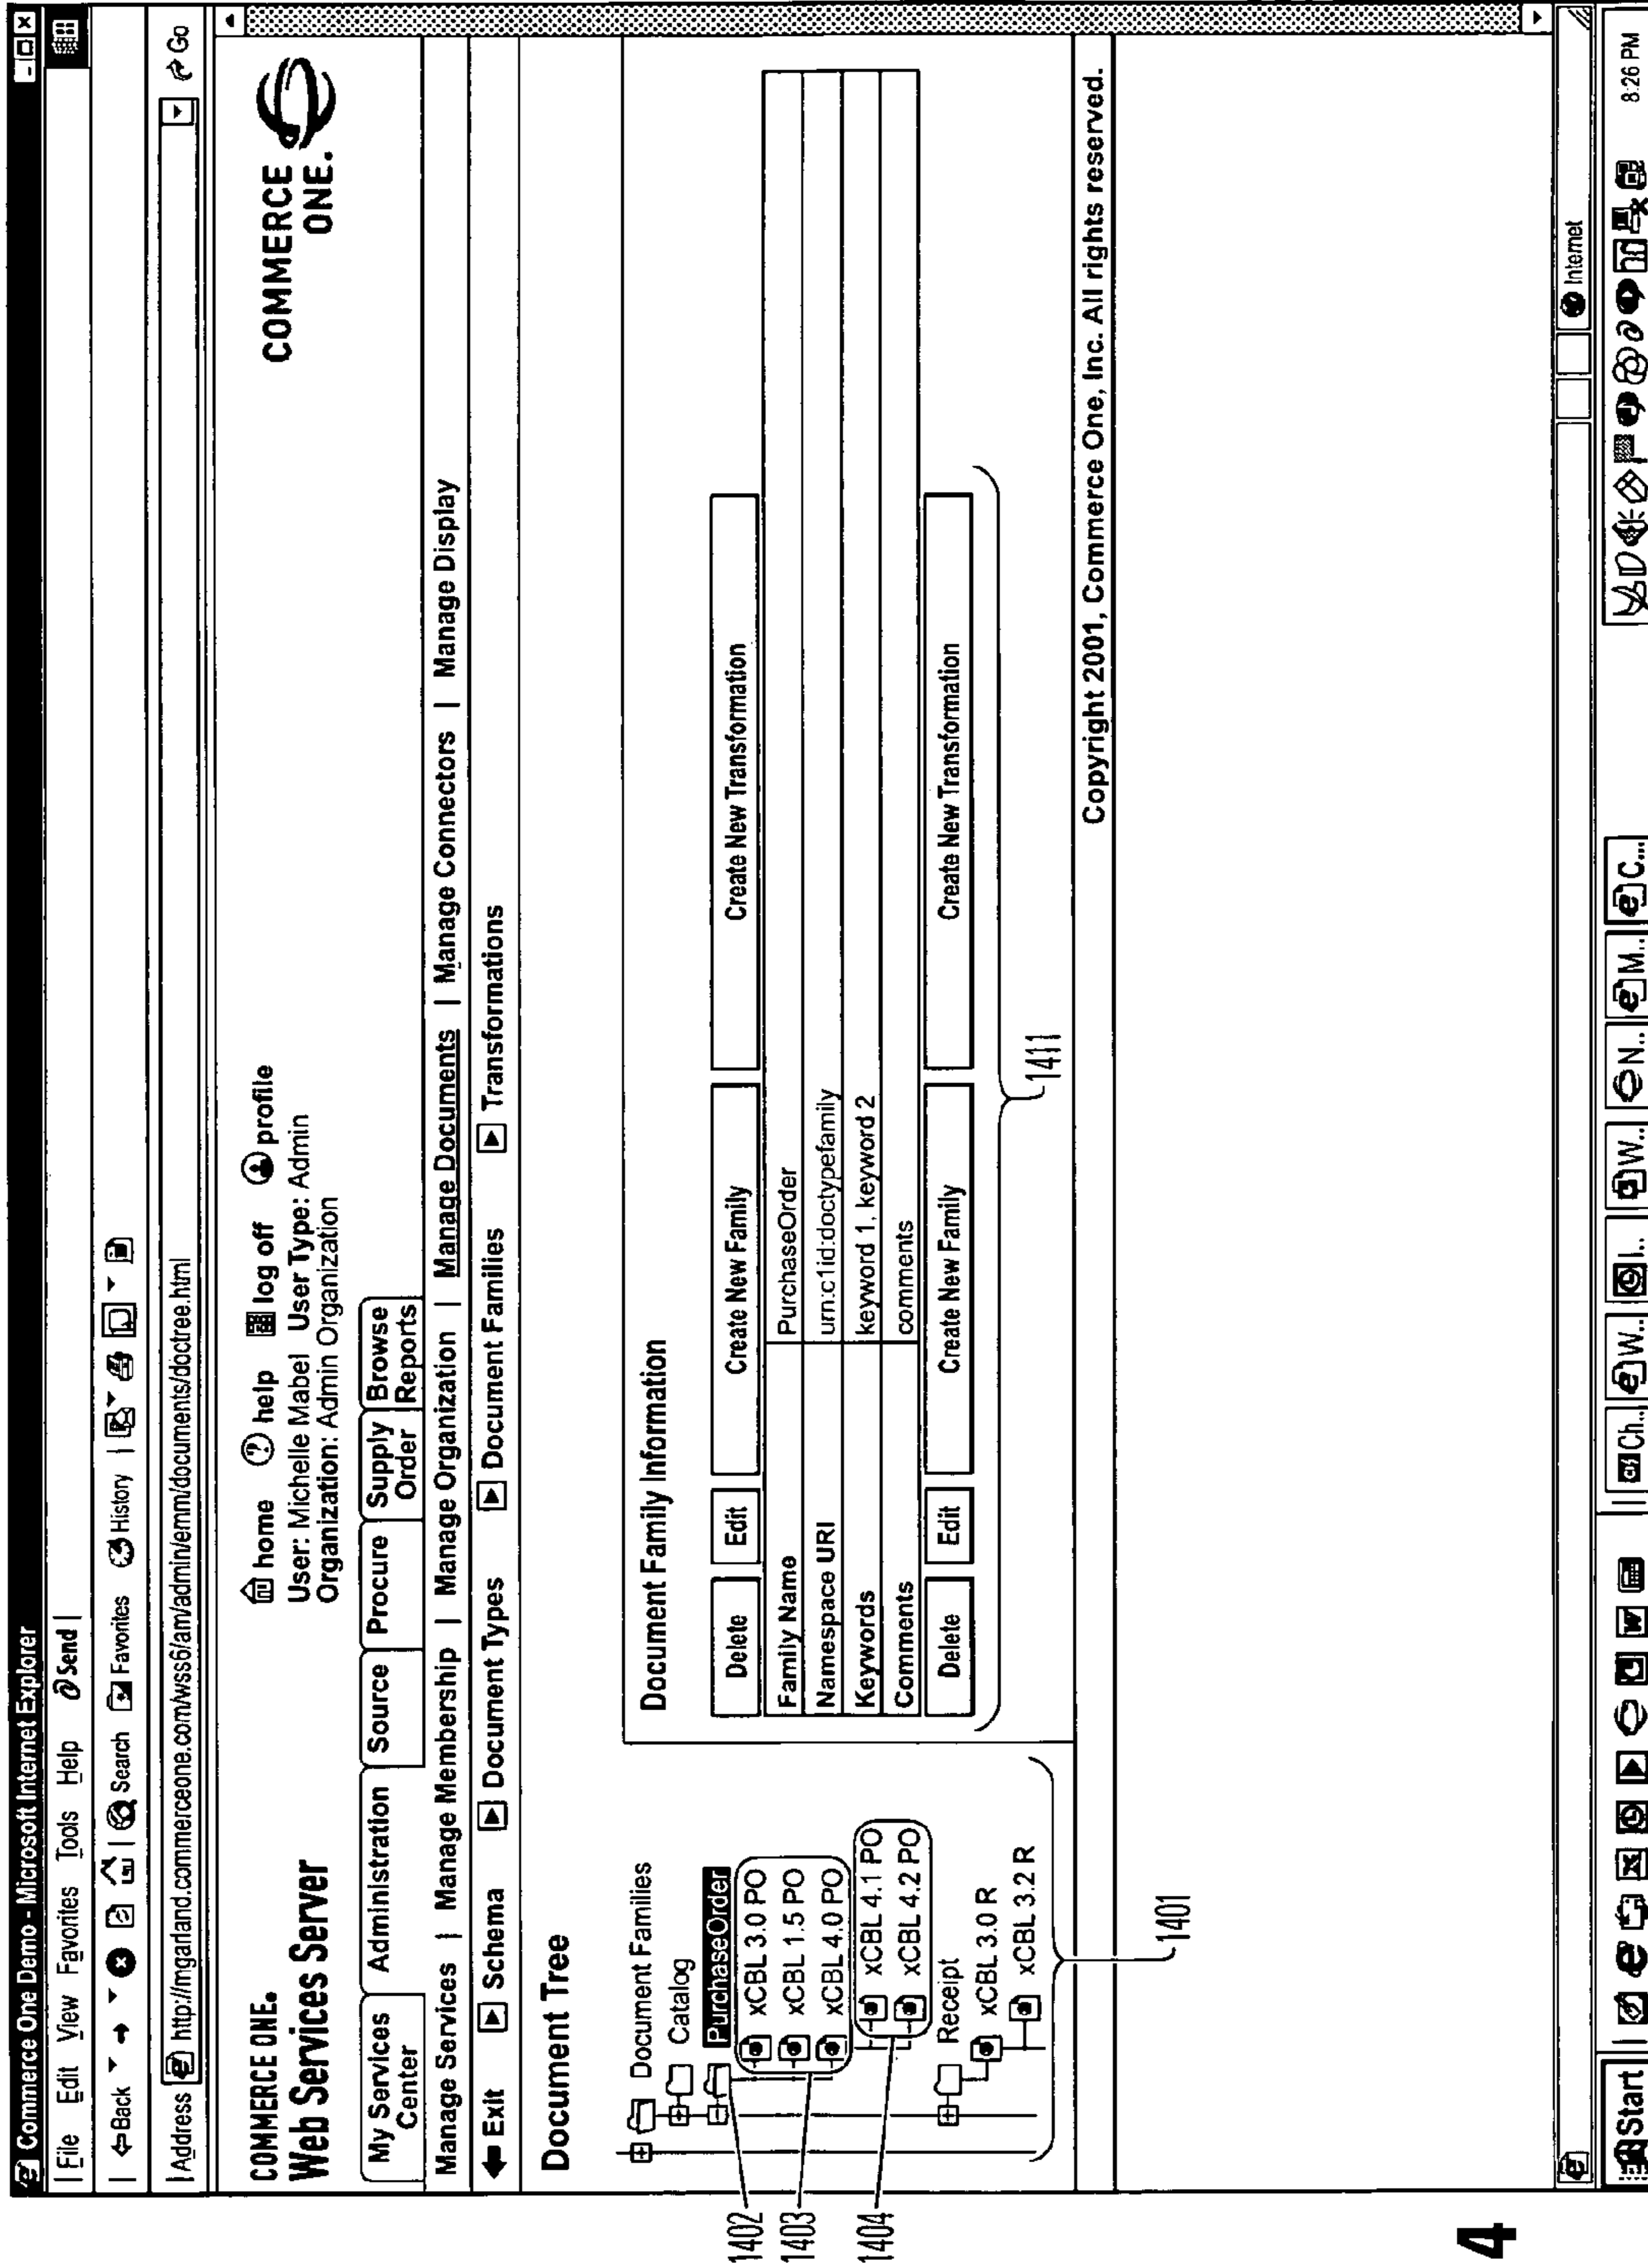 Commerce One Demo - Microsoft Internet Explorer
File Edit View Favorites Tools Help Send
Back Search Favorites History
Address http://mgarland.commerceone.com/wss6/am/admin/emm/documents/doctree.html Go
COMMERCE ONE.
Web Services Server
home help log off profile
User: Michelle Mabel User Type: Admin
Organization: Admin Organization
COMMERCE
ONE.
My Services Center Administration Source Procure Supply Order Browse Reports
Manage Services | Manage Membership | Manage Organization | Manage Documents | Manage Connectors | Manage Display
Exit Schema Document Types Document Families Transformations
Document Tree
Document Families
Catalog
PurchaseOrder
xCBL 3.0 PO
xCBL 1.5 PO
xCBL 4.0 PO
xCBL 4.1 PO
xCBL 4.2 PO
Receipt
xCBL 3.0 R
xCBL 3.2 R
1402
1403
1404
1401
Document Family Information
Delete Edit Create New Family Create New Transformation
Family Name PurchaseOrder
Namespace URI urn:c1id:doctypefamily
Keywords keyword 1, keyword 2
Comments comments
Delete Edit Create New Family Create New Transformation
1411
Copyright 2001, Commerce One, Inc. All rights reserved.
Internet
Start Ch.. W.. I.. W.. N.. M.. C... 8:26 PM
4